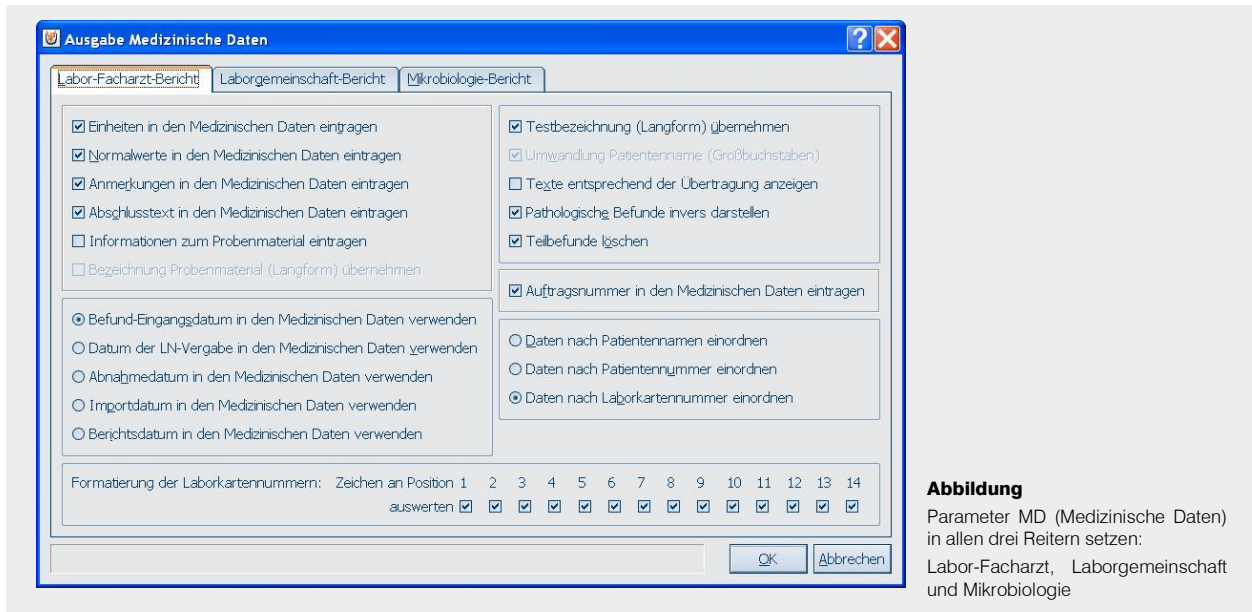 Ausgabe Medizinische Daten
Labor-Facharzt-Bericht
Laborgemeinschaft-Bericht
Mikrobiologie-Bericht
Einheiten in den Medizinischen Daten eintragen
Normalwerte in den Medizinischen Daten eintragen
Anmerkungen in den Medizinischen Daten eintragen
Abschlusstext in den Medizinischen Daten eintragen
Informationen zum Probenmaterial eintragen
Bezeichnung Probenmaterial (Langform) übernehmen
Befund-Eingangsdatum in den Medizinischen Daten verwenden
Datum der LN-Vergabe in den Medizinischen Daten verwenden
Abnahmedatum in den Medizinischen Daten verwenden
Importdatum in den Medizinischen Daten verwenden
Berichtsdatum in den Medizinischen Daten verwenden
Testbezeichnung (Langform) übernehmen
Umwandlung Patientenname (Großbuchstaben)
Texte entsprechend der Übertragung anzeigen
Pathologische Befunde invers darstellen
Teilbefunde löschen
Auftragsnummer in den Medizinischen Daten eintragen
Daten nach Patientennamen einordnen
Daten nach Patientennummer einordnen
Daten nach Laborkartennummer einordnen
Formatierung der Laborkartennummern: Zeichen an Position 1 2 3 4 5 6 7 8 9 10 11 12 13 14
auswerten
OK
Abbrechen
Abbildung
Parameter MD (Medizinische Daten)
in allen drei Reitern setzen:
Labor-Facharzt, Laborgemeinschaft
und Mikrobiologie